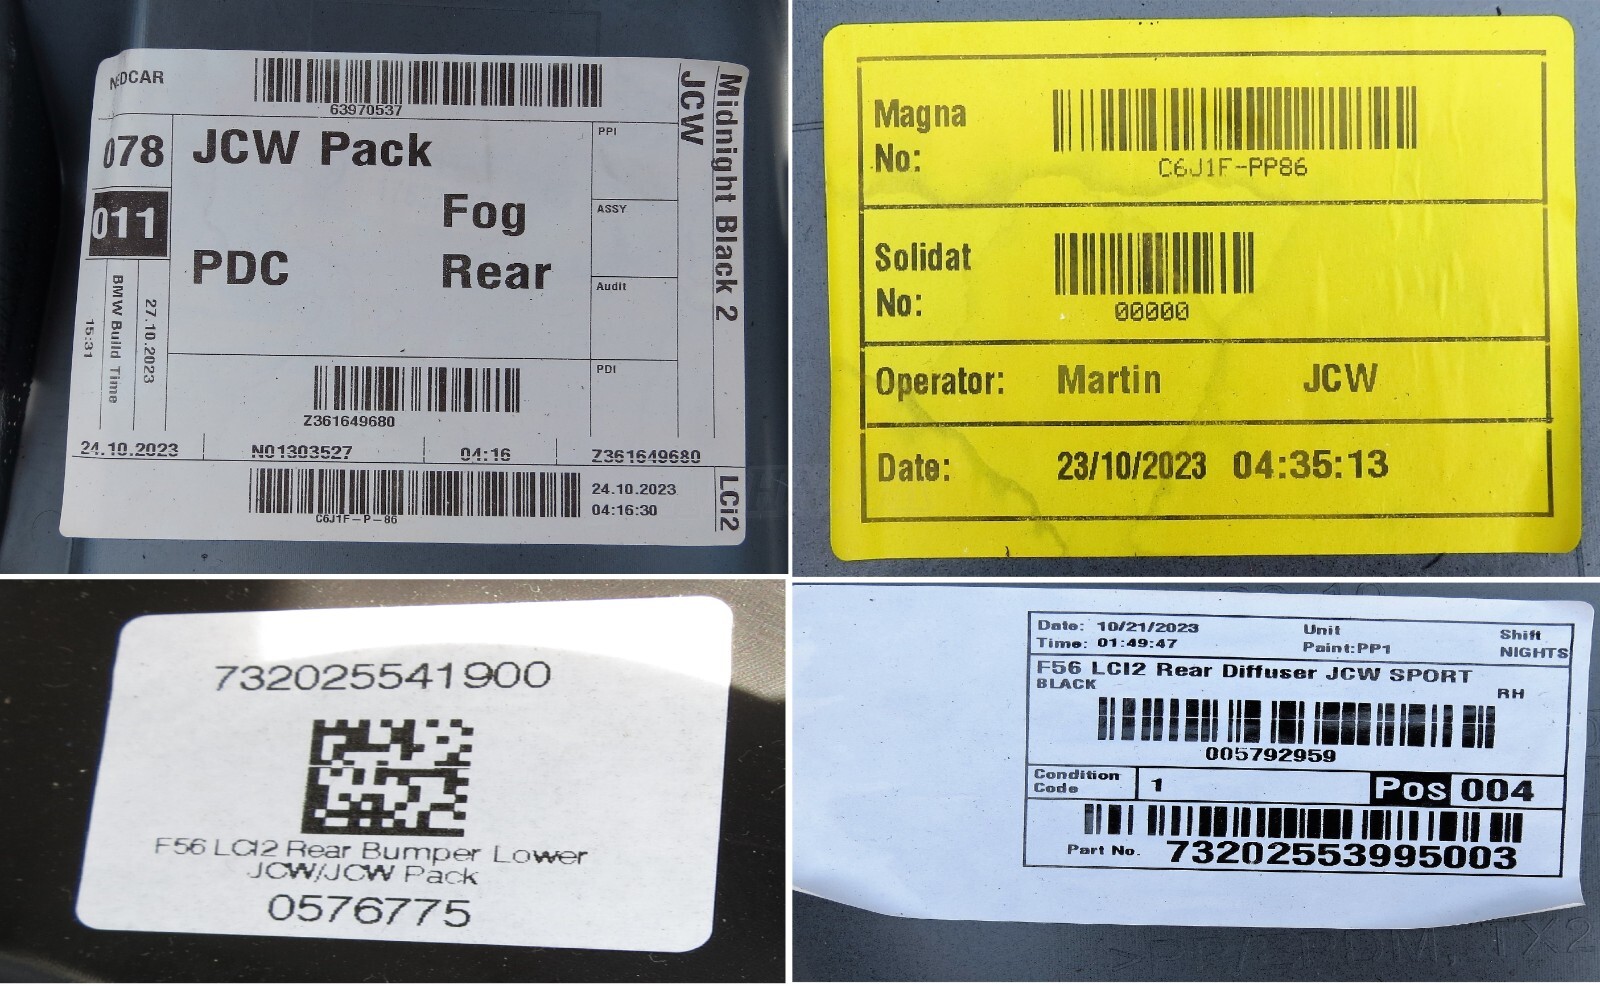 NEDCAR
63970537
078
JCW Pack
PPI
011
Fog
ASSY
PDC
Rear
Audit
PDI
BMW Build Time
27.10.2023
15:31
Z361649680
24.10.2023 N01303527 04:16 Z361649680
C6J1F-P-86
24.10.2023
04:16:30
JCW
Midnight Black 2
LCi2
Magna
No:
C6J1F-PP86
Solidat
No:
00000
Operator: Martin JCW
Date: 23/10/2023 04:35:13
732025541900
F56 LCI2 Rear Bumper Lower
JCW/JCW Pack
0576775
Date: 10/21/2023 Unit Shift
Time: 01:49:47 Paint:PP1 NIGHTS
F56 LCI2 Rear Diffuser JCW SPORT
BLACK RH
005792959
Condition
Code 1 Pos 004
Part No. 73202553995003